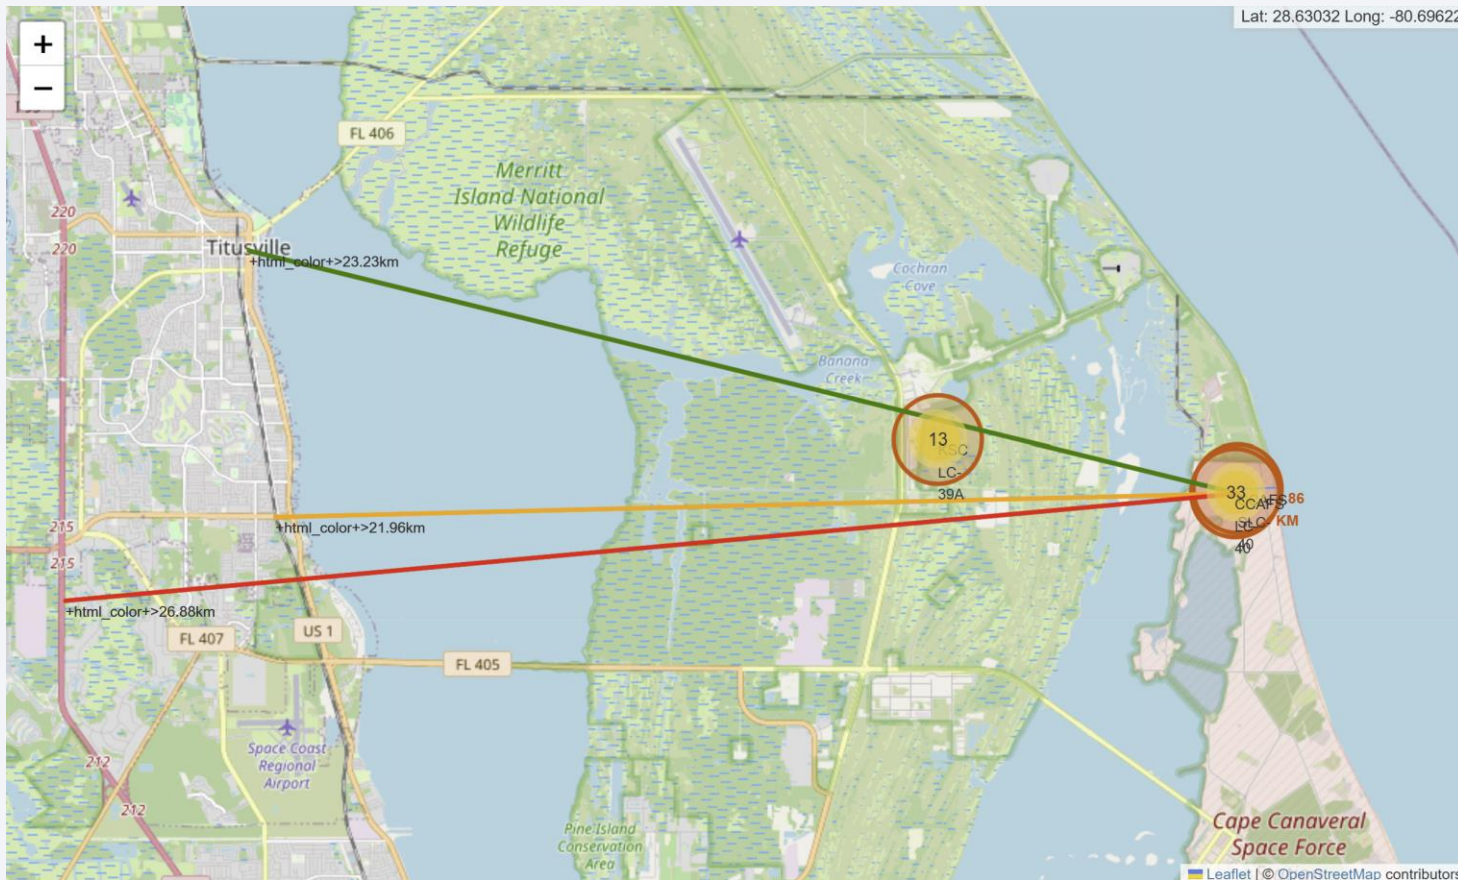 Lat: 28.63032 Long: -80.69622
+
−
FL 406
Merritt
Island National
Wildlife
Refuge
220
220
Titusville
+html_color+>23.23km
Cochran
Cove
Banana
Creek
13
KSC
LC-
39A
33
CCAFS
LC-
40
SLC-
40
86
KM
215
215
+html_color+>21.96km
+html_color+>26.88km
FL 407
US 1
FL 405
Space Coast
Regional
Airport
212
212
Pine Island
Conservation
Area
Cape Canaveral
Space Force
Leaflet | © OpenStreetMap contributors